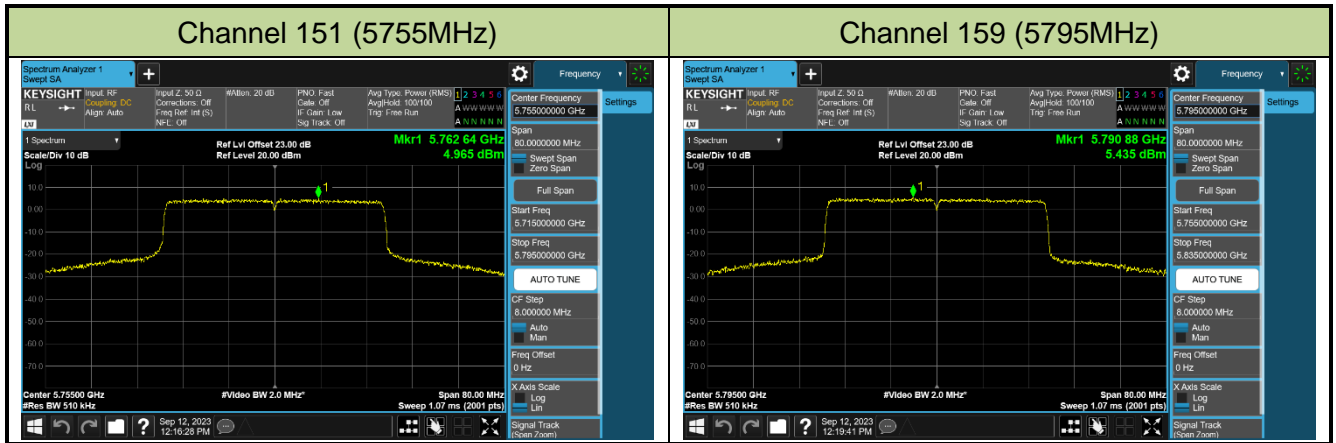 Channel 151 (5755MHz)
Channel 159 (5795MHz)
Spectrum Analyzer 1
Swept SA
+
Frequency
KEYSIGHT
RL
LXI
Input: RF
Coupling: DC
Align: Auto
Input Z: 50 Ω
Corrections: Off
Freq Ref: Int (S)
NFE: Off
#Atten: 20 dB
PNO: Fast
Gate: Off
IF Gain: Low
Sig Track: Off
Avg Type: Power (RMS)
Avg|Hold: 100/100
Trig: Free Run
1 2 3 4 5 6
A W W W W W
A N N N N N
Center Frequency
5.755000000 GHz
Settings
1 Spectrum
Scale/Div 10 dB
Log
Ref Lvl Offset 23.00 dB
Ref Level 20.00 dBm
Mkr1 5.762 64 GHz
4.965 dBm
Span
80.0000000 MHz
Swept Span
Zero Span
Full Span
Start Freq
5.715000000 GHz
Stop Freq
5.795000000 GHz
AUTO TUNE
CF Step
8.000000 MHz
Auto
Man
Freq Offset
0 Hz
X Axis Scale
Log
Lin
Signal Track
(Span Zoom)
1
10.0
0.00
-10.0
-20.0
-30.0
-40.0
-50.0
-60.0
-70.0
Center 5.75500 GHz
#Res BW 510 kHz
#Video BW 2.0 MHz*
Span 80.00 MHz
Sweep 1.07 ms (2001 pts)
?
Sep 12, 2023
12:16:28 PM
Spectrum Analyzer 1
Swept SA
+
Frequency
KEYSIGHT
RL
LXI
Input: RF
Coupling: DC
Align: Auto
Input Z: 50 Ω
Corrections: Off
Freq Ref: Int (S)
NFE: Off
#Atten: 20 dB
PNO: Fast
Gate: Off
IF Gain: Low
Sig Track: Off
Avg Type: Power (RMS)
Avg|Hold: 100/100
Trig: Free Run
1 2 3 4 5 6
A W W W W W
A N N N N N
Center Frequency
5.795000000 GHz
Settings
1 Spectrum
Scale/Div 10 dB
Log
Ref Lvl Offset 23.00 dB
Ref Level 20.00 dBm
Mkr1 5.790 88 GHz
5.435 dBm
Span
80.0000000 MHz
Swept Span
Zero Span
Full Span
Start Freq
5.755000000 GHz
Stop Freq
5.835000000 GHz
AUTO TUNE
CF Step
8.000000 MHz
Auto
Man
Freq Offset
0 Hz
X Axis Scale
Log
Lin
Signal Track
(Span Zoom)
1
10.0
0.00
-10.0
-20.0
-30.0
-40.0
-50.0
-60.0
-70.0
Center 5.79500 GHz
#Res BW 510 kHz
#Video BW 2.0 MHz*
Span 80.00 MHz
Sweep 1.07 ms (2001 pts)
?
Sep 12, 2023
12:19:41 PM